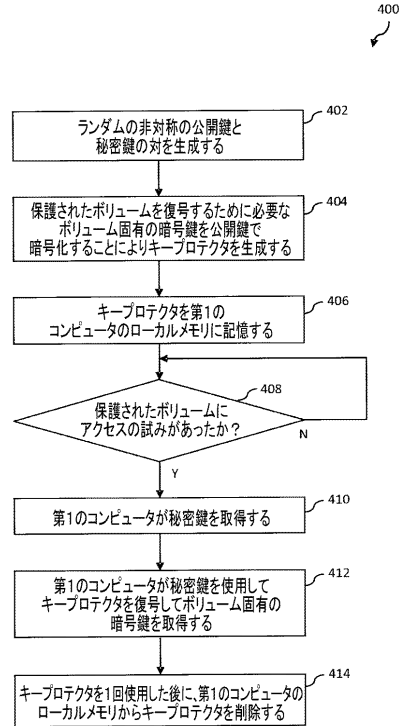 400
402
ランダムの非対称の公開鍵と
秘密鍵の対を生成する
404
保護されたボリュームを復号するために必要な
ボリューム固有の暗号鍵を公開鍵で
暗号化することによりキープロテクタを生成する
406
キープロテクタを第1の
コンピュータのローカルメモリに記憶する
408
保護されたボリュームに
アクセスの試みがあったか?
N
Y
410
第1のコンピュータが秘密鍵を取得する
412
第1のコンピュータが秘密鍵を使用して
キープロテクタを復号してボリューム固有の
暗号鍵を取得する
414
キープロテクタを1回使用した後に、第1のコンピュータの
ローカルメモリからキープロテクタを削除する